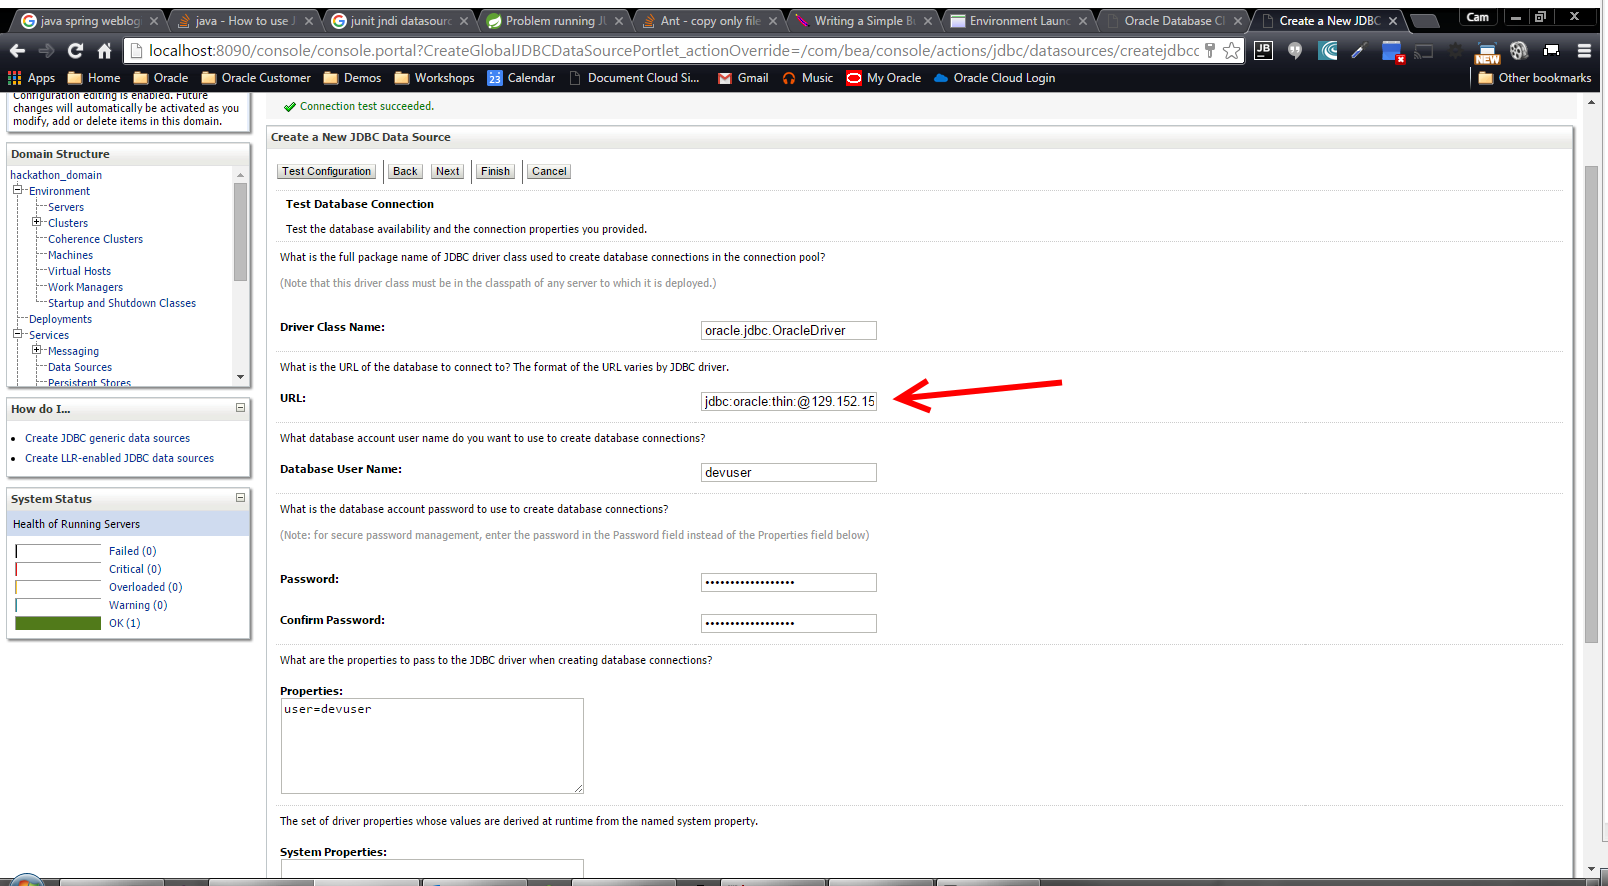 java spring weblog
java - How to use J
junit jndi datasourc
Problem running JU
Ant - copy only file
Writing a Simple Bu
Environment Launc
Oracle Database Cl
Create a New JDBC
Cam
localhost:8090/console/console.portal?CreateGlobalJDBCDataSourcePortlet_actionOverride=/com/bea/console/actions/jdbc/datasources/createjdbcc
JB
NEW
Apps
Home
Oracle
Oracle Customer
Demos
Workshops
23 Calendar
Document Cloud Si...
Gmail
Music
My Oracle
Oracle Cloud Login
Other bookmarks
Configuration editing is enabled. Future
changes will automatically be activated as you
modify, add or delete items in this domain.
Domain Structure
hackathon_domain
Environment
Servers
Clusters
Coherence Clusters
Machines
Virtual Hosts
Work Managers
Startup and Shutdown Classes
Deployments
Services
Messaging
Data Sources
Persistent Stores
How do I...
Create JDBC generic data sources
Create LLR-enabled JDBC data sources
System Status
Health of Running Servers
Failed (0)
Critical (0)
Overloaded (0)
Warning (0)
OK (1)
Connection test succeeded.
Create a New JDBC Data Source
Test Configuration Back Next Finish Cancel
Test Database Connection
Test the database availability and the connection properties you provided.
What is the full package name of JDBC driver class used to create database connections in the connection pool?
(Note that this driver class must be in the classpath of any server to which it is deployed.)
Driver Class Name: oracle.jdbc.OracleDriver
What is the URL of the database to connect to? The format of the URL varies by JDBC driver.
URL: jdbc:oracle:thin:@129.152.15
What database account user name do you want to use to create database connections?
Database User Name: devuser
What is the database account password to use to create database connections?
(Note: for secure password management, enter the password in the Password field instead of the Properties field below)
Password: ••••••••••••••••••
Confirm Password: ••••••••••••••••••
What are the properties to pass to the JDBC driver when creating database connections?
Properties:
user=devuser
The set of driver properties whose values are derived at runtime from the named system property.
System Properties: